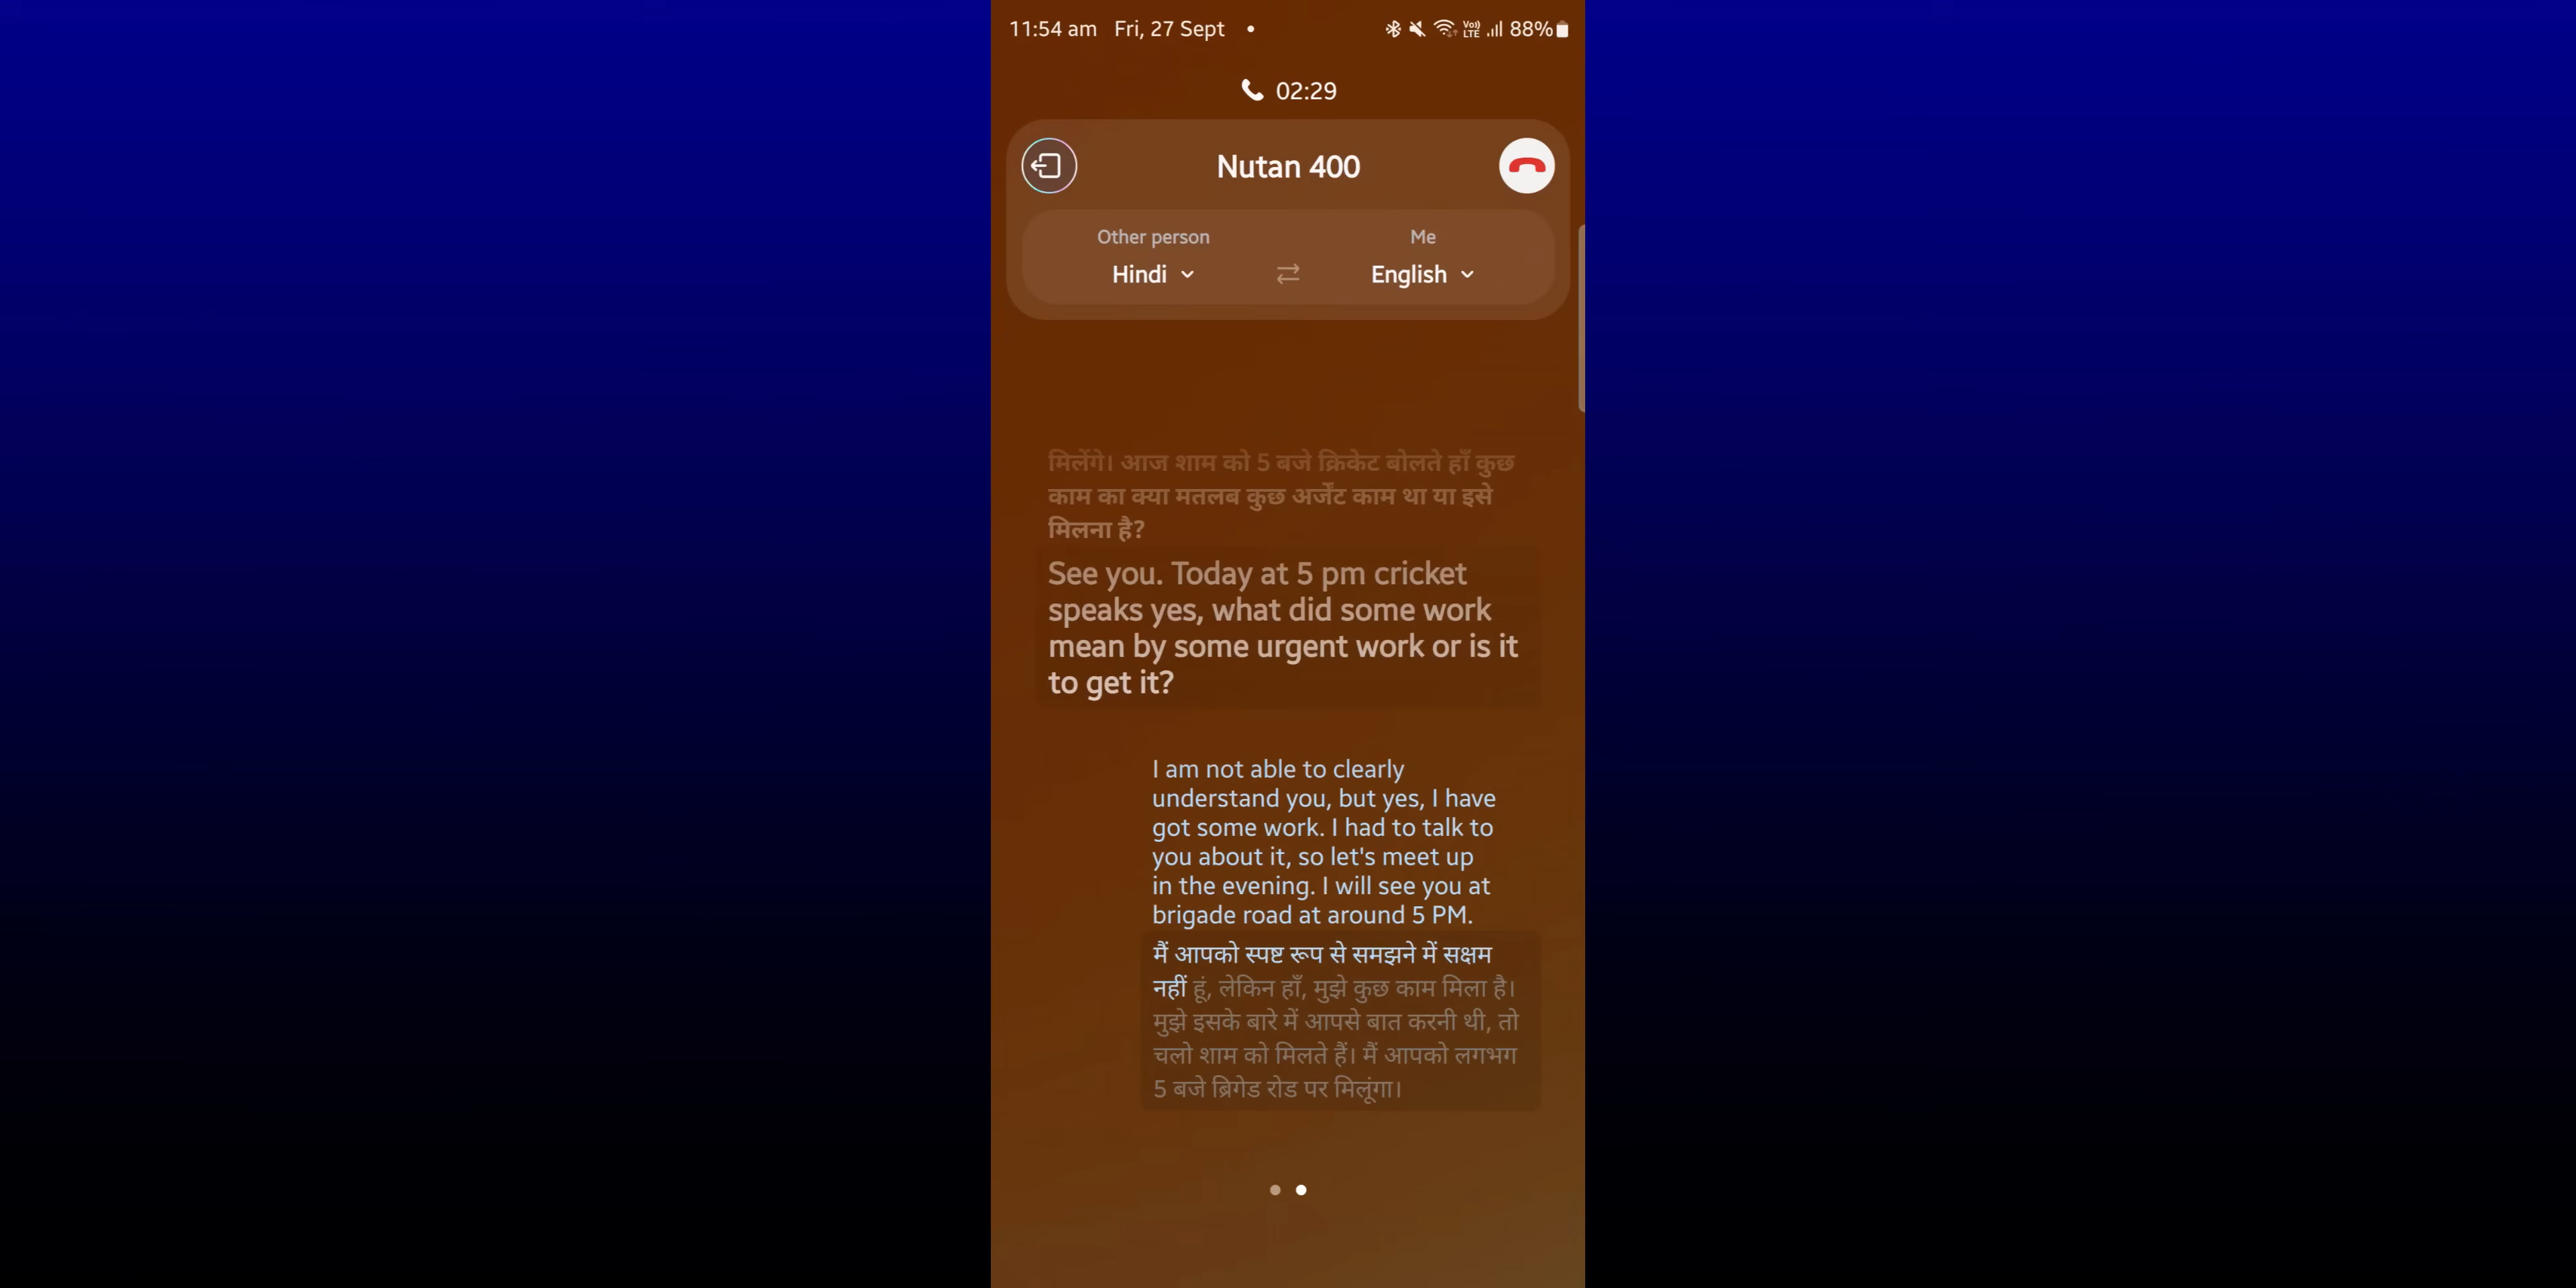 11:54 am Fri, 27 Sept • Vo)) LTE 88%
02:29
Nutan 400
Other person Me
Hindi English
मिलेंगे। आज शाम को 5 बजे क्रिकेट बोलते हाँ कुछ
काम का क्या मतलब कुछ अर्जेंट काम था या इसे
मिलना है?
See you. Today at 5 pm cricket
speaks yes, what did some work
mean by some urgent work or is it
to get it?
I am not able to clearly
understand you, but yes, I have
got some work. I had to talk to
you about it, so let's meet up
in the evening. I will see you at
brigade road at around 5 PM.
मैं आपको स्पष्ट रूप से समझने में सक्षम
नहीं हूं, लेकिन हाँ, मुझे कुछ काम मिला है।
मुझे इसके बारे में आपसे बात करनी थी, तो
चलो शाम को मिलते हैं। मैं आपको लगभग
5 बजे ब्रिगेड रोड पर मिलूंगा।